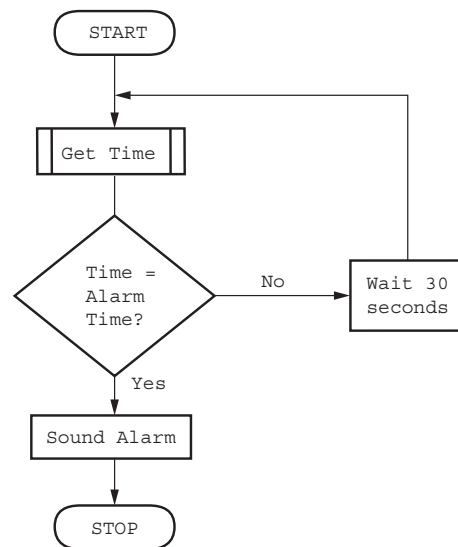 START
Get Time
Time =
Alarm
Time?
No
Wait 30
seconds
Yes
Sound Alarm
STOP